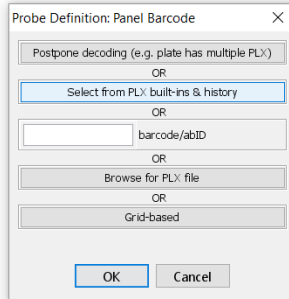 Probe Definition: Panel Barcode
Postpone decoding (e.g. plate has multiple PLX)
OR
Select from PLX built-ins & history
OR
barcode/abID
OR
Browse for PLX file
OR
Grid-based
OK Cancel